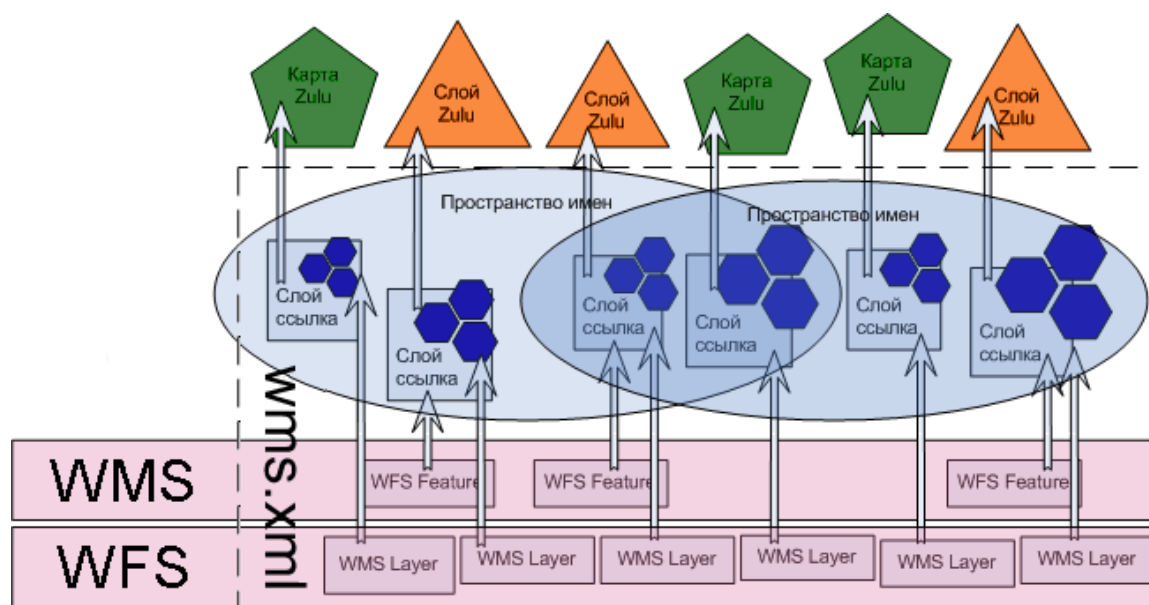 Карта
Zulu
Слой
Zulu
Слой
Zulu
Карта
Zulu
Карта
Zulu
Слой
Zulu
Пространство имен
Пространство имен
Слой
ссылка
Слой
ссылка
Слой
ссылка
Слой
ссылка
Слой
ссылка
Слой
ссылка
wms.xml
WMS
WFS Feature
WFS Feature
WFS Feature
WFS
WMS Layer
WMS Layer
WMS Layer
WMS Layer
WMS Layer
WMS Layer